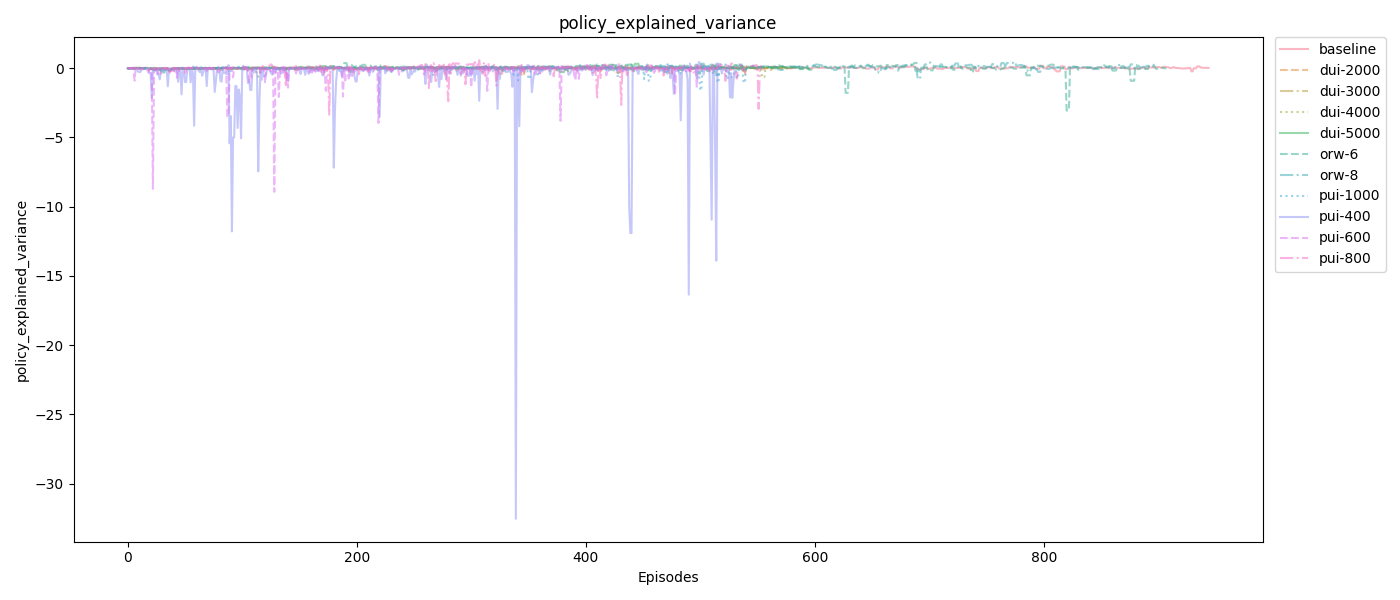 policy_explained_variance
policy_explained_variance
0
−5
−10
−15
−20
−25
−30
0
200
400
600
800
Episodes
baseline
dui-2000
dui-3000
dui-4000
dui-5000
orw-6
orw-8
pui-1000
pui-400
pui-600
pui-800